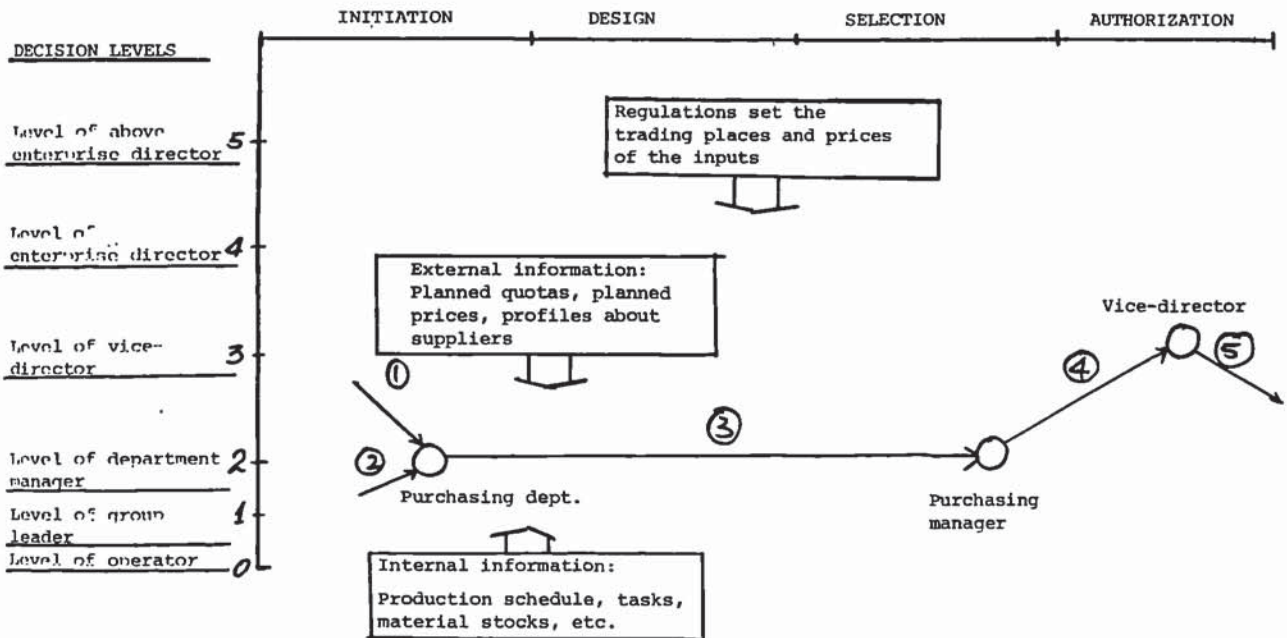 INITIATION DESIGN SELECTION AUTHORIZATION
DECISION LEVELS
Regulations set the
trading places and prices
of the inputs
Level of above
enterprise director 5
Level of
enterprise director 4
External information:
Planned quotas, planned
prices, profiles about
suppliers
Vice-director
Level of vice-
director 3
①
④
⑤
③
Level of department
manager 2
②
Purchasing dept.
Purchasing
manager
Level of group
leader 1
Level of operator 0
Internal information:
Production schedule, tasks,
material stocks, etc.